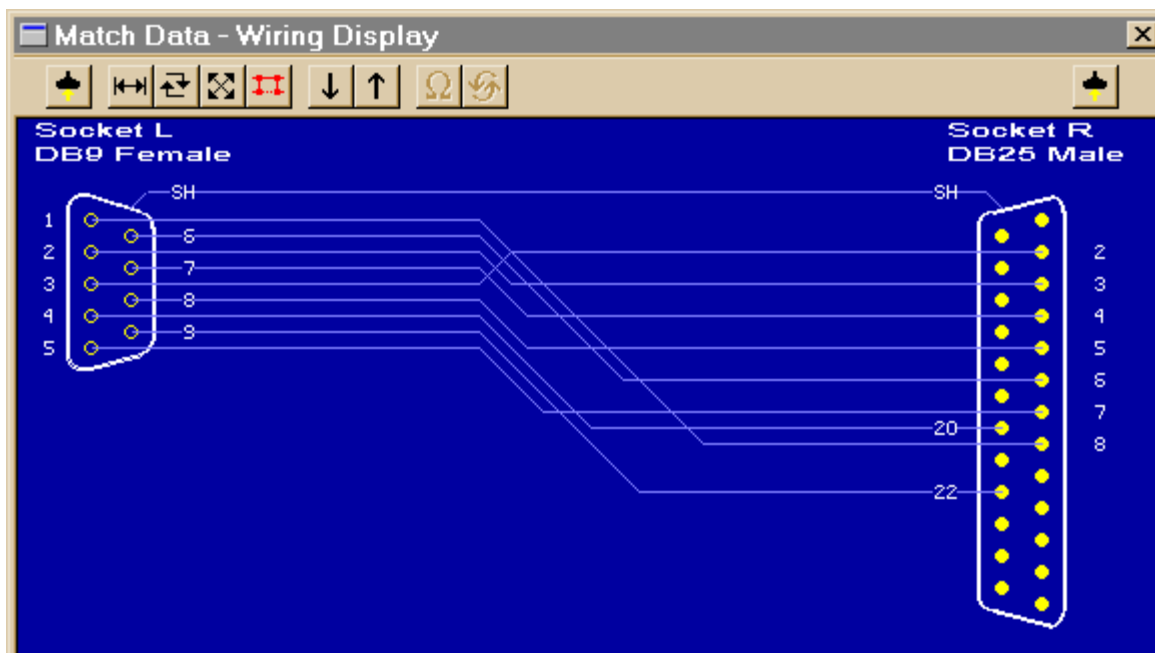 Match Data - Wiring Display
Socket L
DB9 Female
Socket R
DB25 Male
SH
SH
1
6
2
7
3
8
4
9
5
2
3
4
5
6
7
20
8
22
Ω